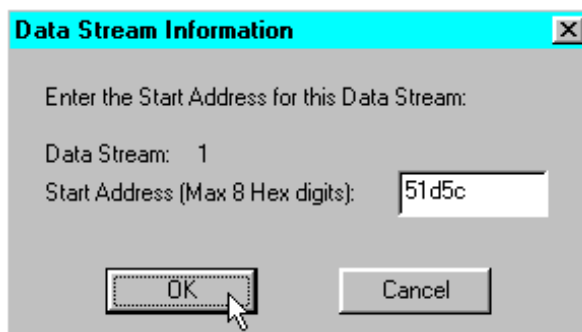 Data Stream Information
Enter the Start Address for this Data Stream:
Data Stream: 1
Start Address (Max 8 Hex digits): 51d5c
OK Cancel